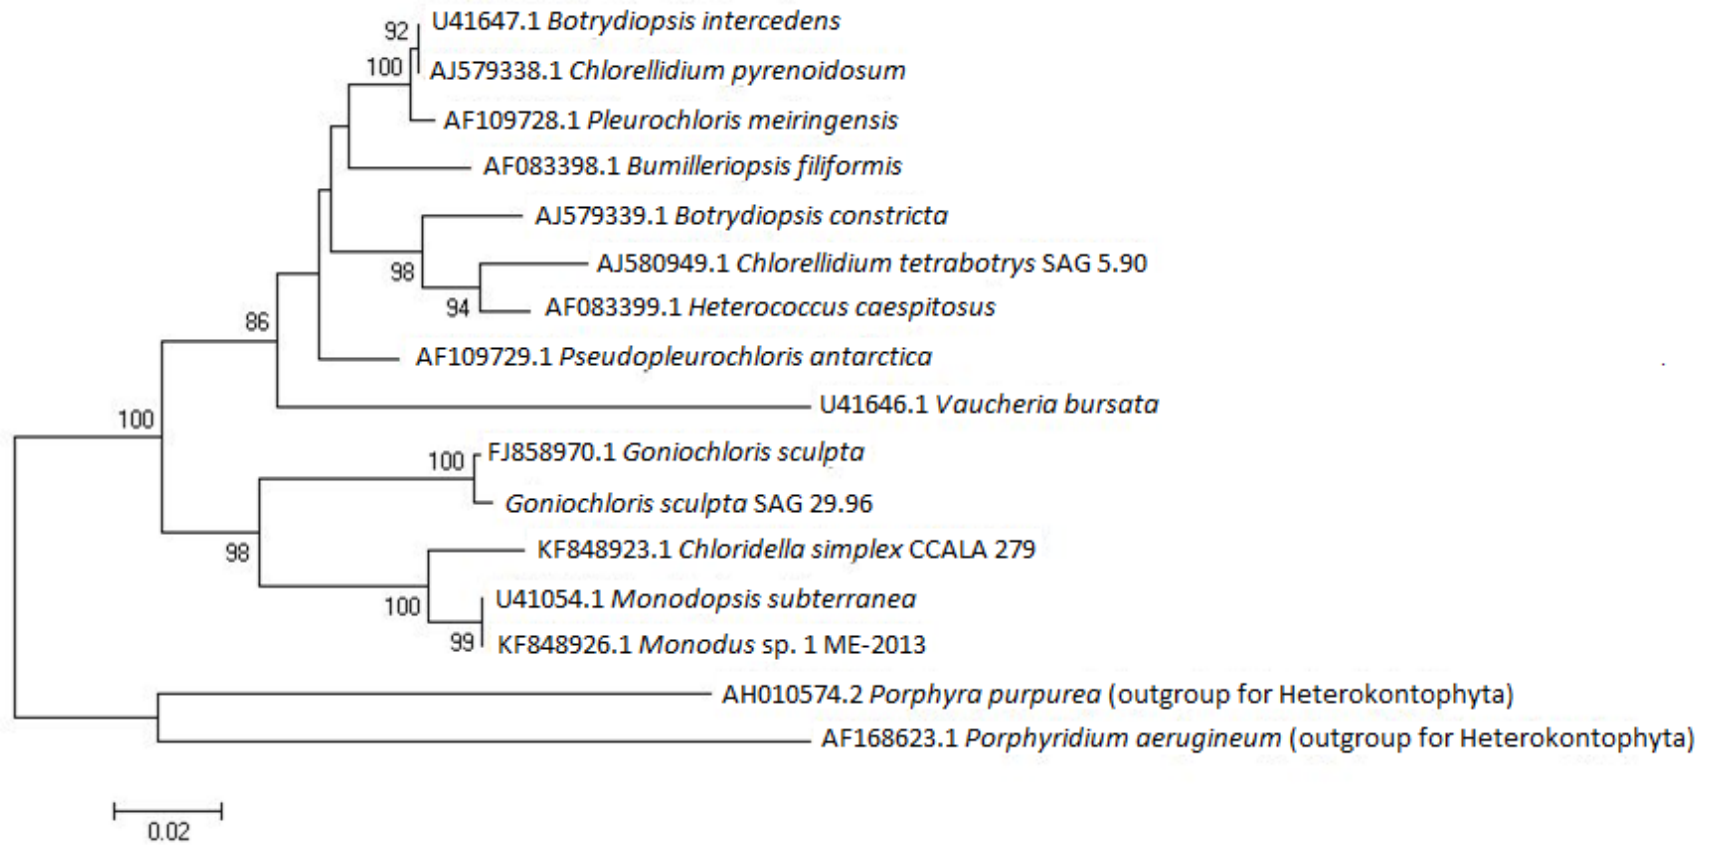 92
U41647.1 Botrydiopsis intercedens
100
AJ579338.1 Chlorellidium pyrenoidosum
AF109728.1 Pleurochloris meiringensis
AF083398.1 Bumilleriopsis filiformis
AJ579339.1 Botrydiopsis constricta
98
AJ580949.1 Chlorellidium tetrabotrys SAG 5.90
94
AF083399.1 Heterococcus caespitosus
86
AF109729.1 Pseudopleurochloris antarctica
U41646.1 Vaucheria bursata
100
100
FJ858970.1 Goniochloris sculpta
Goniochloris sculpta SAG 29.96
98
KF848923.1 Chloridella simplex CCALA 279
100
U41054.1 Monodopsis subterranea
99
KF848926.1 Monodus sp. 1 ME-2013
AH010574.2 Porphyra purpurea (outgroup for Heterokontophyta)
AF168623.1 Porphyridium aerugineum (outgroup for Heterokontophyta)
0.02